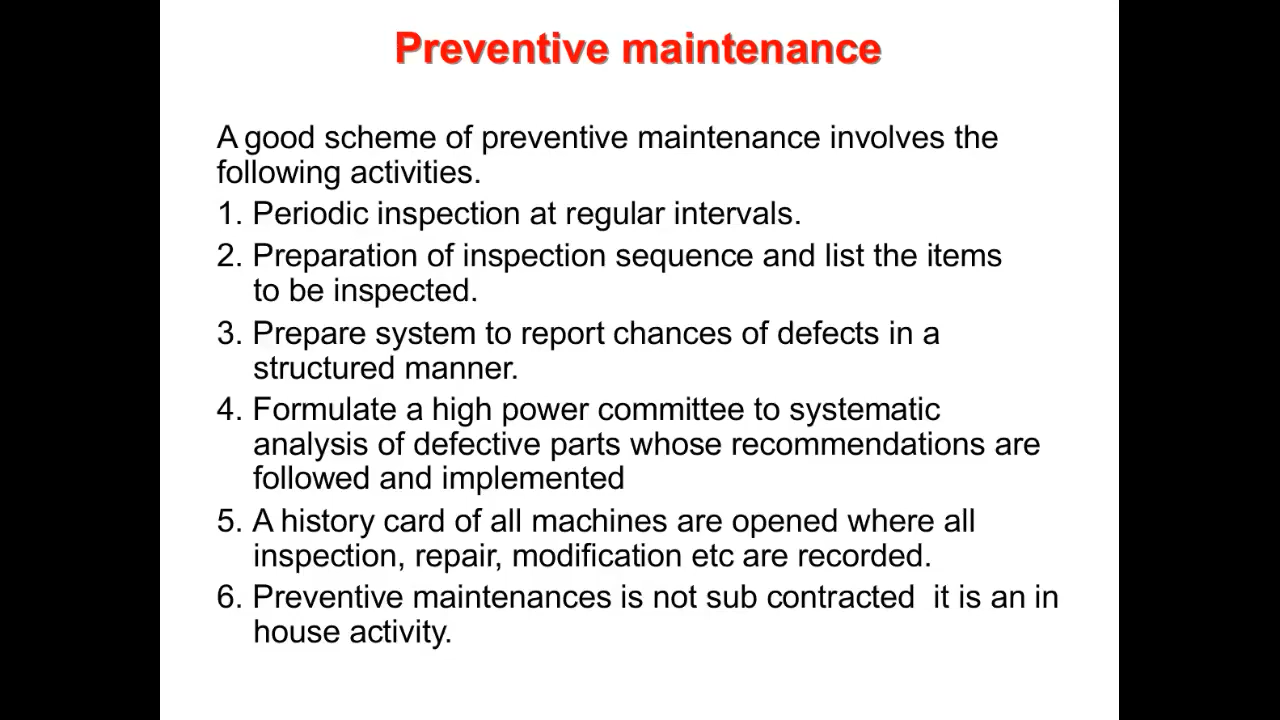 Preventive maintenance
A good scheme of preventive maintenance involves the
following activities.
1. Periodic inspection at regular intervals.
2. Preparation of inspection sequence and list the items
to be inspected.
3. Prepare system to report chances of defects in a
structured manner.
4. Formulate a high power committee to systematic
analysis of defective parts whose recommendations are
followed and implemented
5. A history card of all machines are opened where all
inspection, repair, modification etc are recorded.
6. Preventive maintenances is not sub contracted  it is an in
house activity.